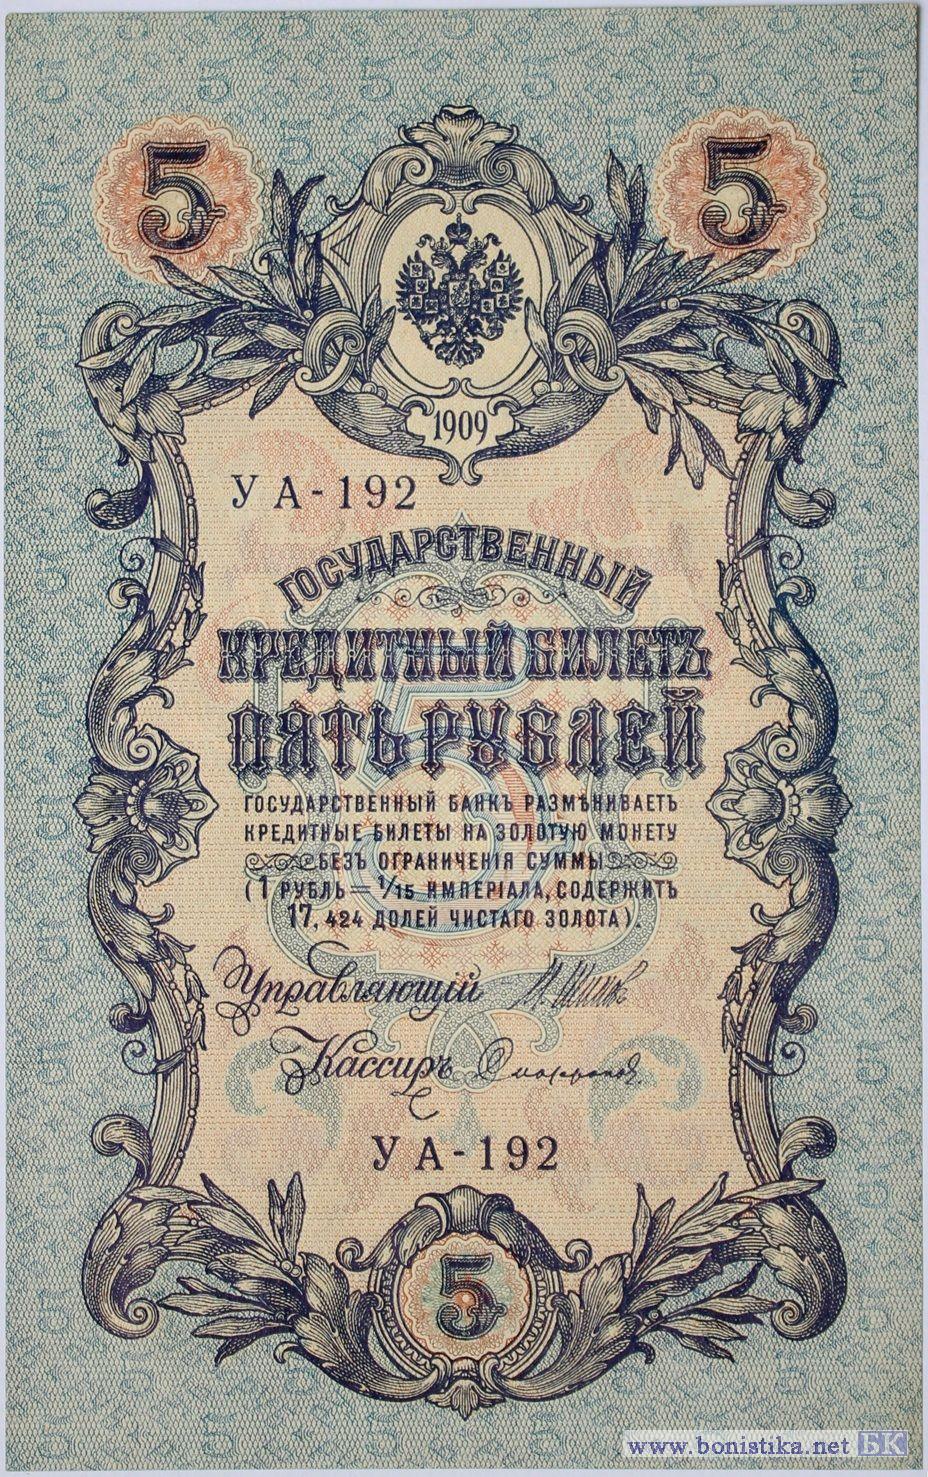 5 5
1909
УА-192
ГОСУДАРСТВЕННЫЙ
КРЕДИТНЫЙ БИЛЕТЪ
ПЯТЬ РУБЛЕЙ
5
ГОСУДАРСТВЕННЫЙ БАНКЪ РАЗМѢНИВАЕТЪ
КРЕДИТНЫЕ БИЛЕТЫ НА ЗОЛОТУЮ МОНЕТУ
БЕЗЪ ОГРАНИЧЕНІЯ СУММЫ
(1 РУБЛЬ = 1/15 ИМПЕРІАЛА, СОДЕРЖИТЪ
17,424 ДОЛЕЙ ЧИСТАГО ЗОЛОТА).
Управляющій
Кассиръ
УА-192
5
www.bonistika.net БК